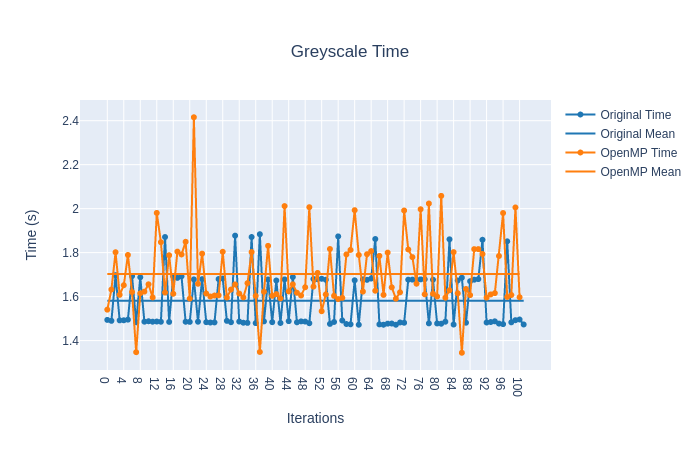 Greyscale Time
Original Time
Original Mean
OpenMP Time
OpenMP Mean
Time (s)
2.4
2.2
2
1.8
1.6
1.4
0 4 8 12 16 20 24 28 32 36 40 44 48 52 56 60 64 68 72 76 80 84 88 92 96 100
Iterations